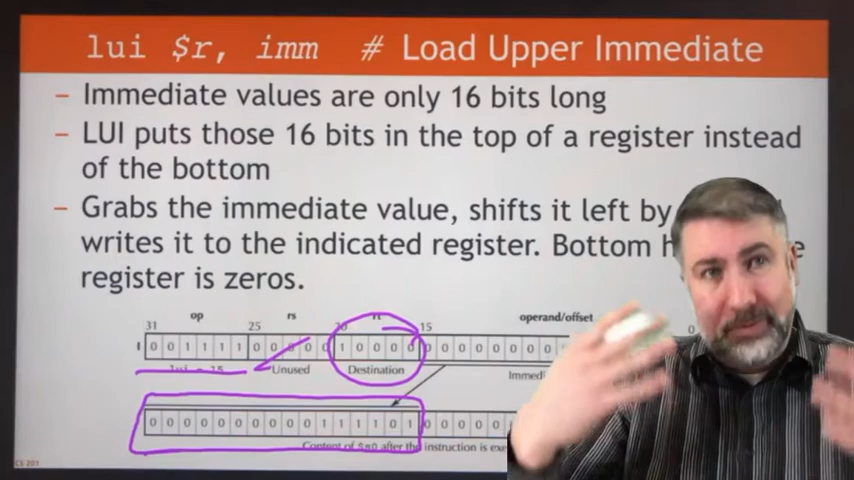 lui $r, imm # Load Upper Immediate
– Immediate values are only 16 bits long
– LUI puts those 16 bits in the top of a register instead
of the bottom
– Grabs the immediate value, shifts it left by
writes it to the indicated register. Bottom
register is zeros.
op rs rt operand/offset
31 25 20 15 0
I 0 0 1 1 1 1 0 0 0 0 0 1 0 0 0 0 0 0 0 0 0 0 0
Unused Destination
0 0 0 0 0 0 0 0 0 0 1 1 1 1 0 1 0 0 0 0 0
Content of after the instruction is
CS 201